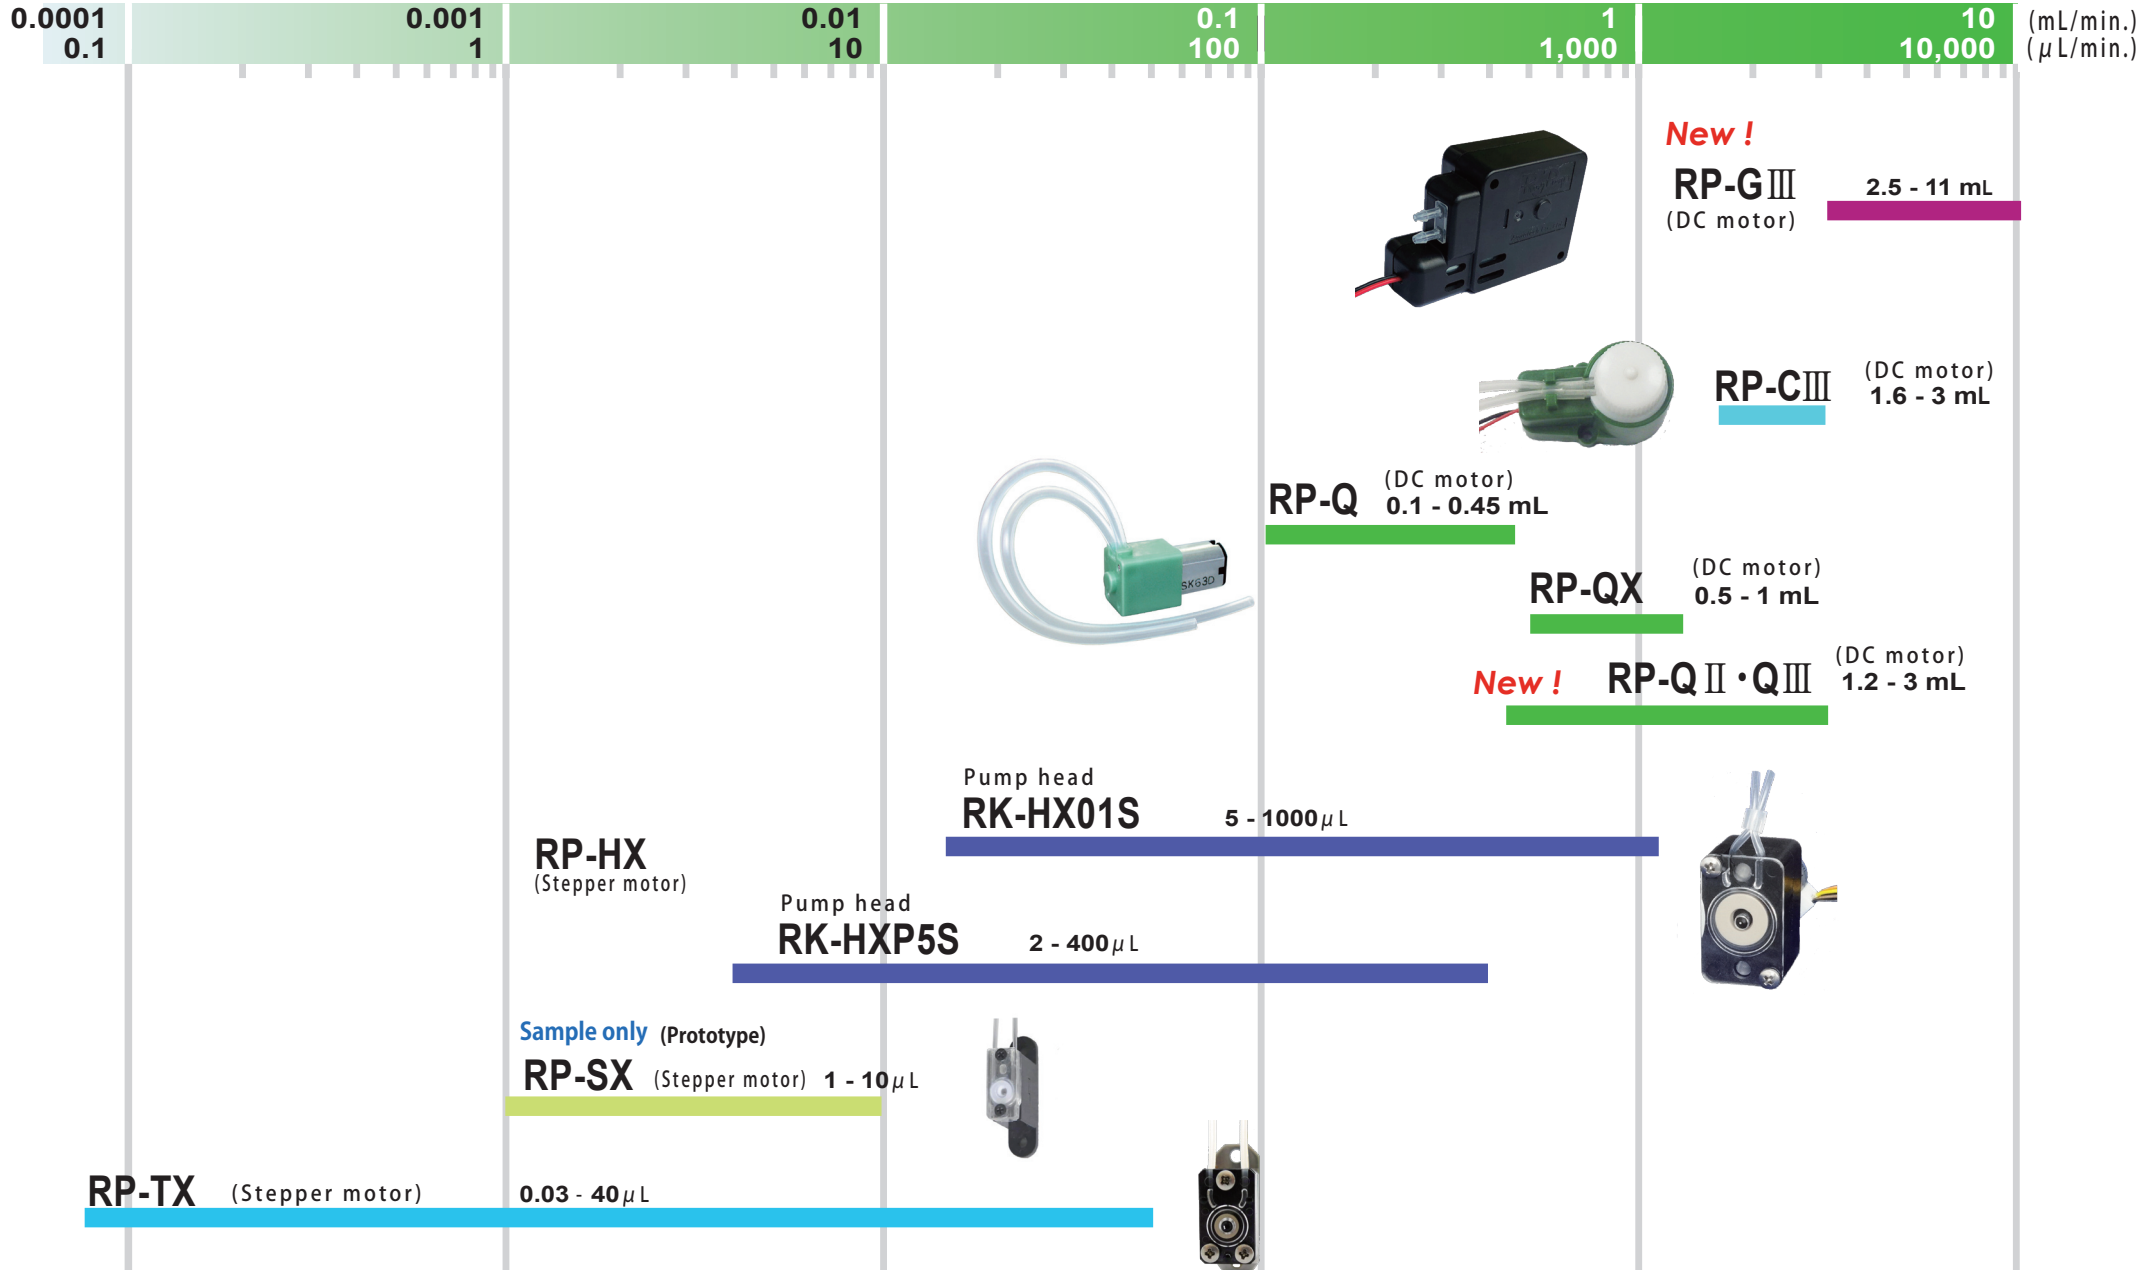 0.0001 0.001 0.01 0.1 1 10 (mL/min.)
0.1 1 10 100 1,000 10,000 (μL/min.)
New !
RP-GⅢ 2.5 - 11 mL
(DC motor)
(DC motor)
RP-CⅢ 1.6 - 3 mL
(DC motor)
RP-Q 0.1 - 0.45 mL
SK63D
(DC motor)
RP-QX 0.5 - 1 mL
(DC motor)
New ! RP-QⅡ・QⅢ 1.2 - 3 mL
Pump head
RK-HX01S 5 - 1000μL
RP-HX
(Stepper motor)
Pump head
RK-HXP5S 2 - 400μL
Sample only (Prototype)
RP-SX (Stepper motor) 1 - 10μL
RP-TX (Stepper motor) 0.03 - 40μL